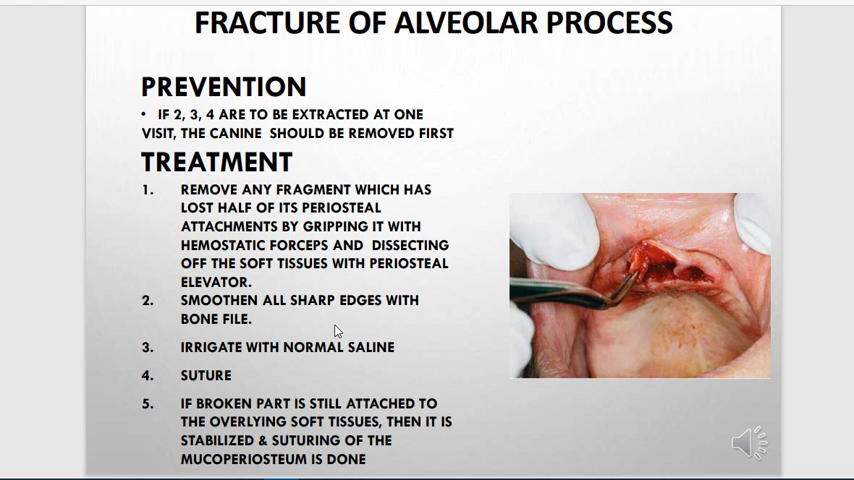 FRACTURE OF ALVEOLAR PROCESS
PREVENTION
• IF 2, 3, 4 ARE TO BE EXTRACTED AT ONE
VISIT, THE CANINE SHOULD BE REMOVED FIRST
TREATMENT
1. REMOVE ANY FRAGMENT WHICH HAS
LOST HALF OF ITS PERIOSTEAL
ATTACHMENTS BY GRIPPING IT WITH
HEMOSTATIC FORCEPS AND DISSECTING
OFF THE SOFT TISSUES WITH PERIOSTEAL
ELEVATOR.
2. SMOOTHEN ALL SHARP EDGES WITH
BONE FILE.
3. IRRIGATE WITH NORMAL SALINE
4. SUTURE
5. IF BROKEN PART IS STILL ATTACHED TO
THE OVERLYING SOFT TISSUES, THEN IT IS
STABILIZED & SUTURING OF THE
MUCOPERIOSTEUM IS DONE